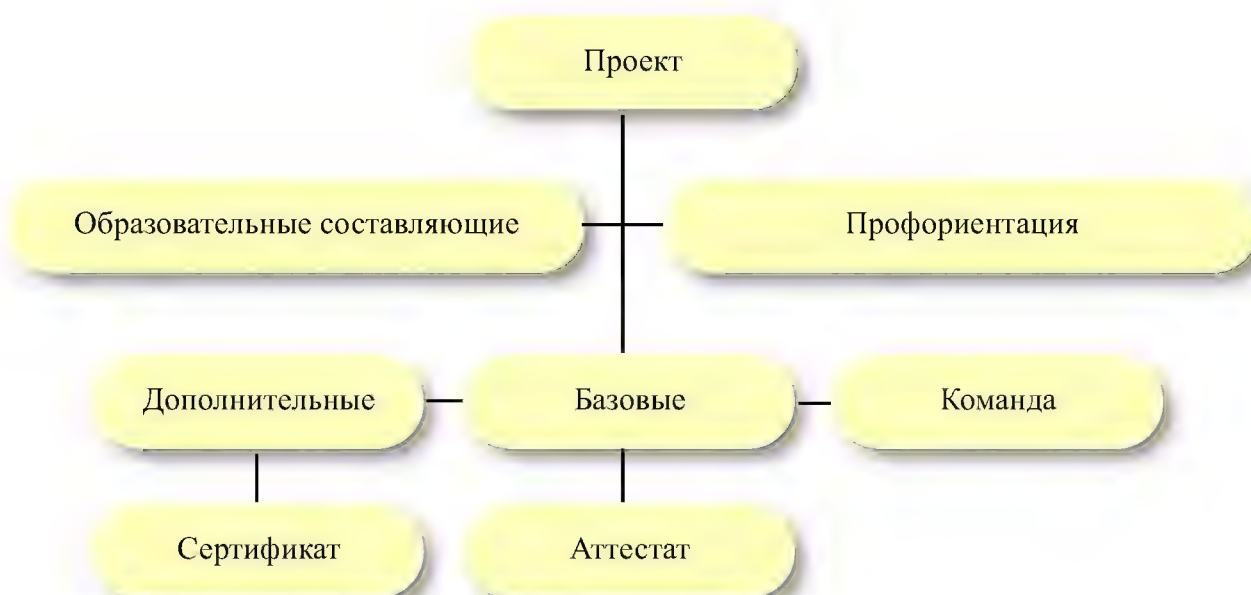 Проект
Образовательные составляющие
Профориентация
Дополнительные
Базовые
Команда
Сертификат
Аттестат